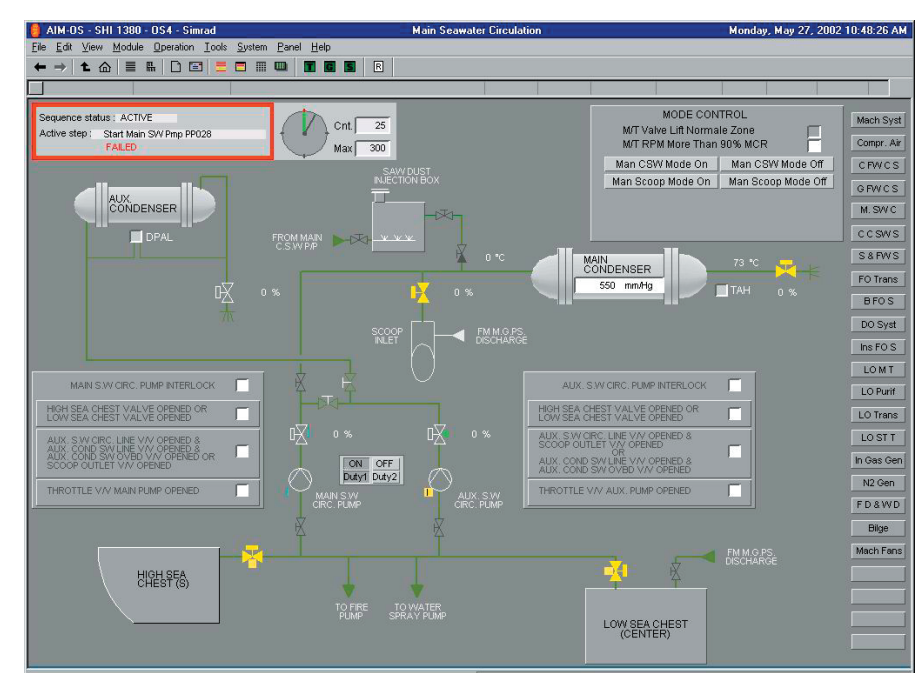 AIM-OS - SHI 1380 - OS4 - Simrad
Main Seawater Circulation
Monday, May 27, 2002 10:48:26 AM
File Edit View Module Operation Tools System Panel Help
T G S R
Sequence status : ACTIVE
Active step : Start Main SW Pmp PP028
FAILED
Cnt. 25
Max 300
MODE CONTROL
M/T Valve Lift Normale Zone
M/T RPM More Than 90% MCR
Man CSW Mode On
Man CSW Mode Off
Man Scoop Mode On
Man Scoop Mode Off
Mach Syst
Compr. Air
C FW C S
G FW C S
M. SW C
C C SW S
S & FW S
FO Trans
B FO S
DO Syst
Ins FO S
LO M T
LO Purif
LO Trans
LO ST T
In Gas Gen
N2 Gen
F D & W D
Bilge
Mach Fans
AUX.
CONDENSER
DPAL
0 %
SAW DUST
INJECTION BOX
FROM MAIN
C.S.W P/P
0 °C
MAIN
CONDENSER
550 mm/Hg
73 °C
TAH
0 %
0 %
SCOOP
INLET
FM M.G.PS.
DISCHARGE
MAIN S.W CIRC. PUMP INTERLOCK
HIGH SEA CHEST VALVE OPENED OR
LOW SEA CHEST VALVE OPENED
AUX. S.W CIRC. LINE V/V OPENED &
AUX. COND SW LINE V/V OPENED &
AUX. COND SW OVBD V/V OPENED OR
SCOOP OUTLET V/V OPENED
THROTTLE V/V MAIN PUMP OPENED
0 %
0 %
ON OFF
Duty1 Duty2
MAIN S.W
CIRC. PUMP
AUX. S.W
CIRC. PUMP
AUX. S.W CIRC. PUMP INTERLOCK
HIGH SEA CHEST VALVE OPENED OR
LOW SEA CHEST VALVE OPENED
AUX. S.W CIRC. LINE V/V OPENED &
SCOOP OUTLET V/V OPENED
OR
AUX. COND SW LINE V/V OPENED &
AUX. COND SW OVBD V/V OPENED
THROTTLE V/V AUX. PUMP OPENED
HIGH SEA
CHEST (S)
TO FIRE
PUMP
TO WATER
SPRAY PUMP
FM M.G.PS.
DISCHARGE
LOW SEA CHEST
(CENTER)